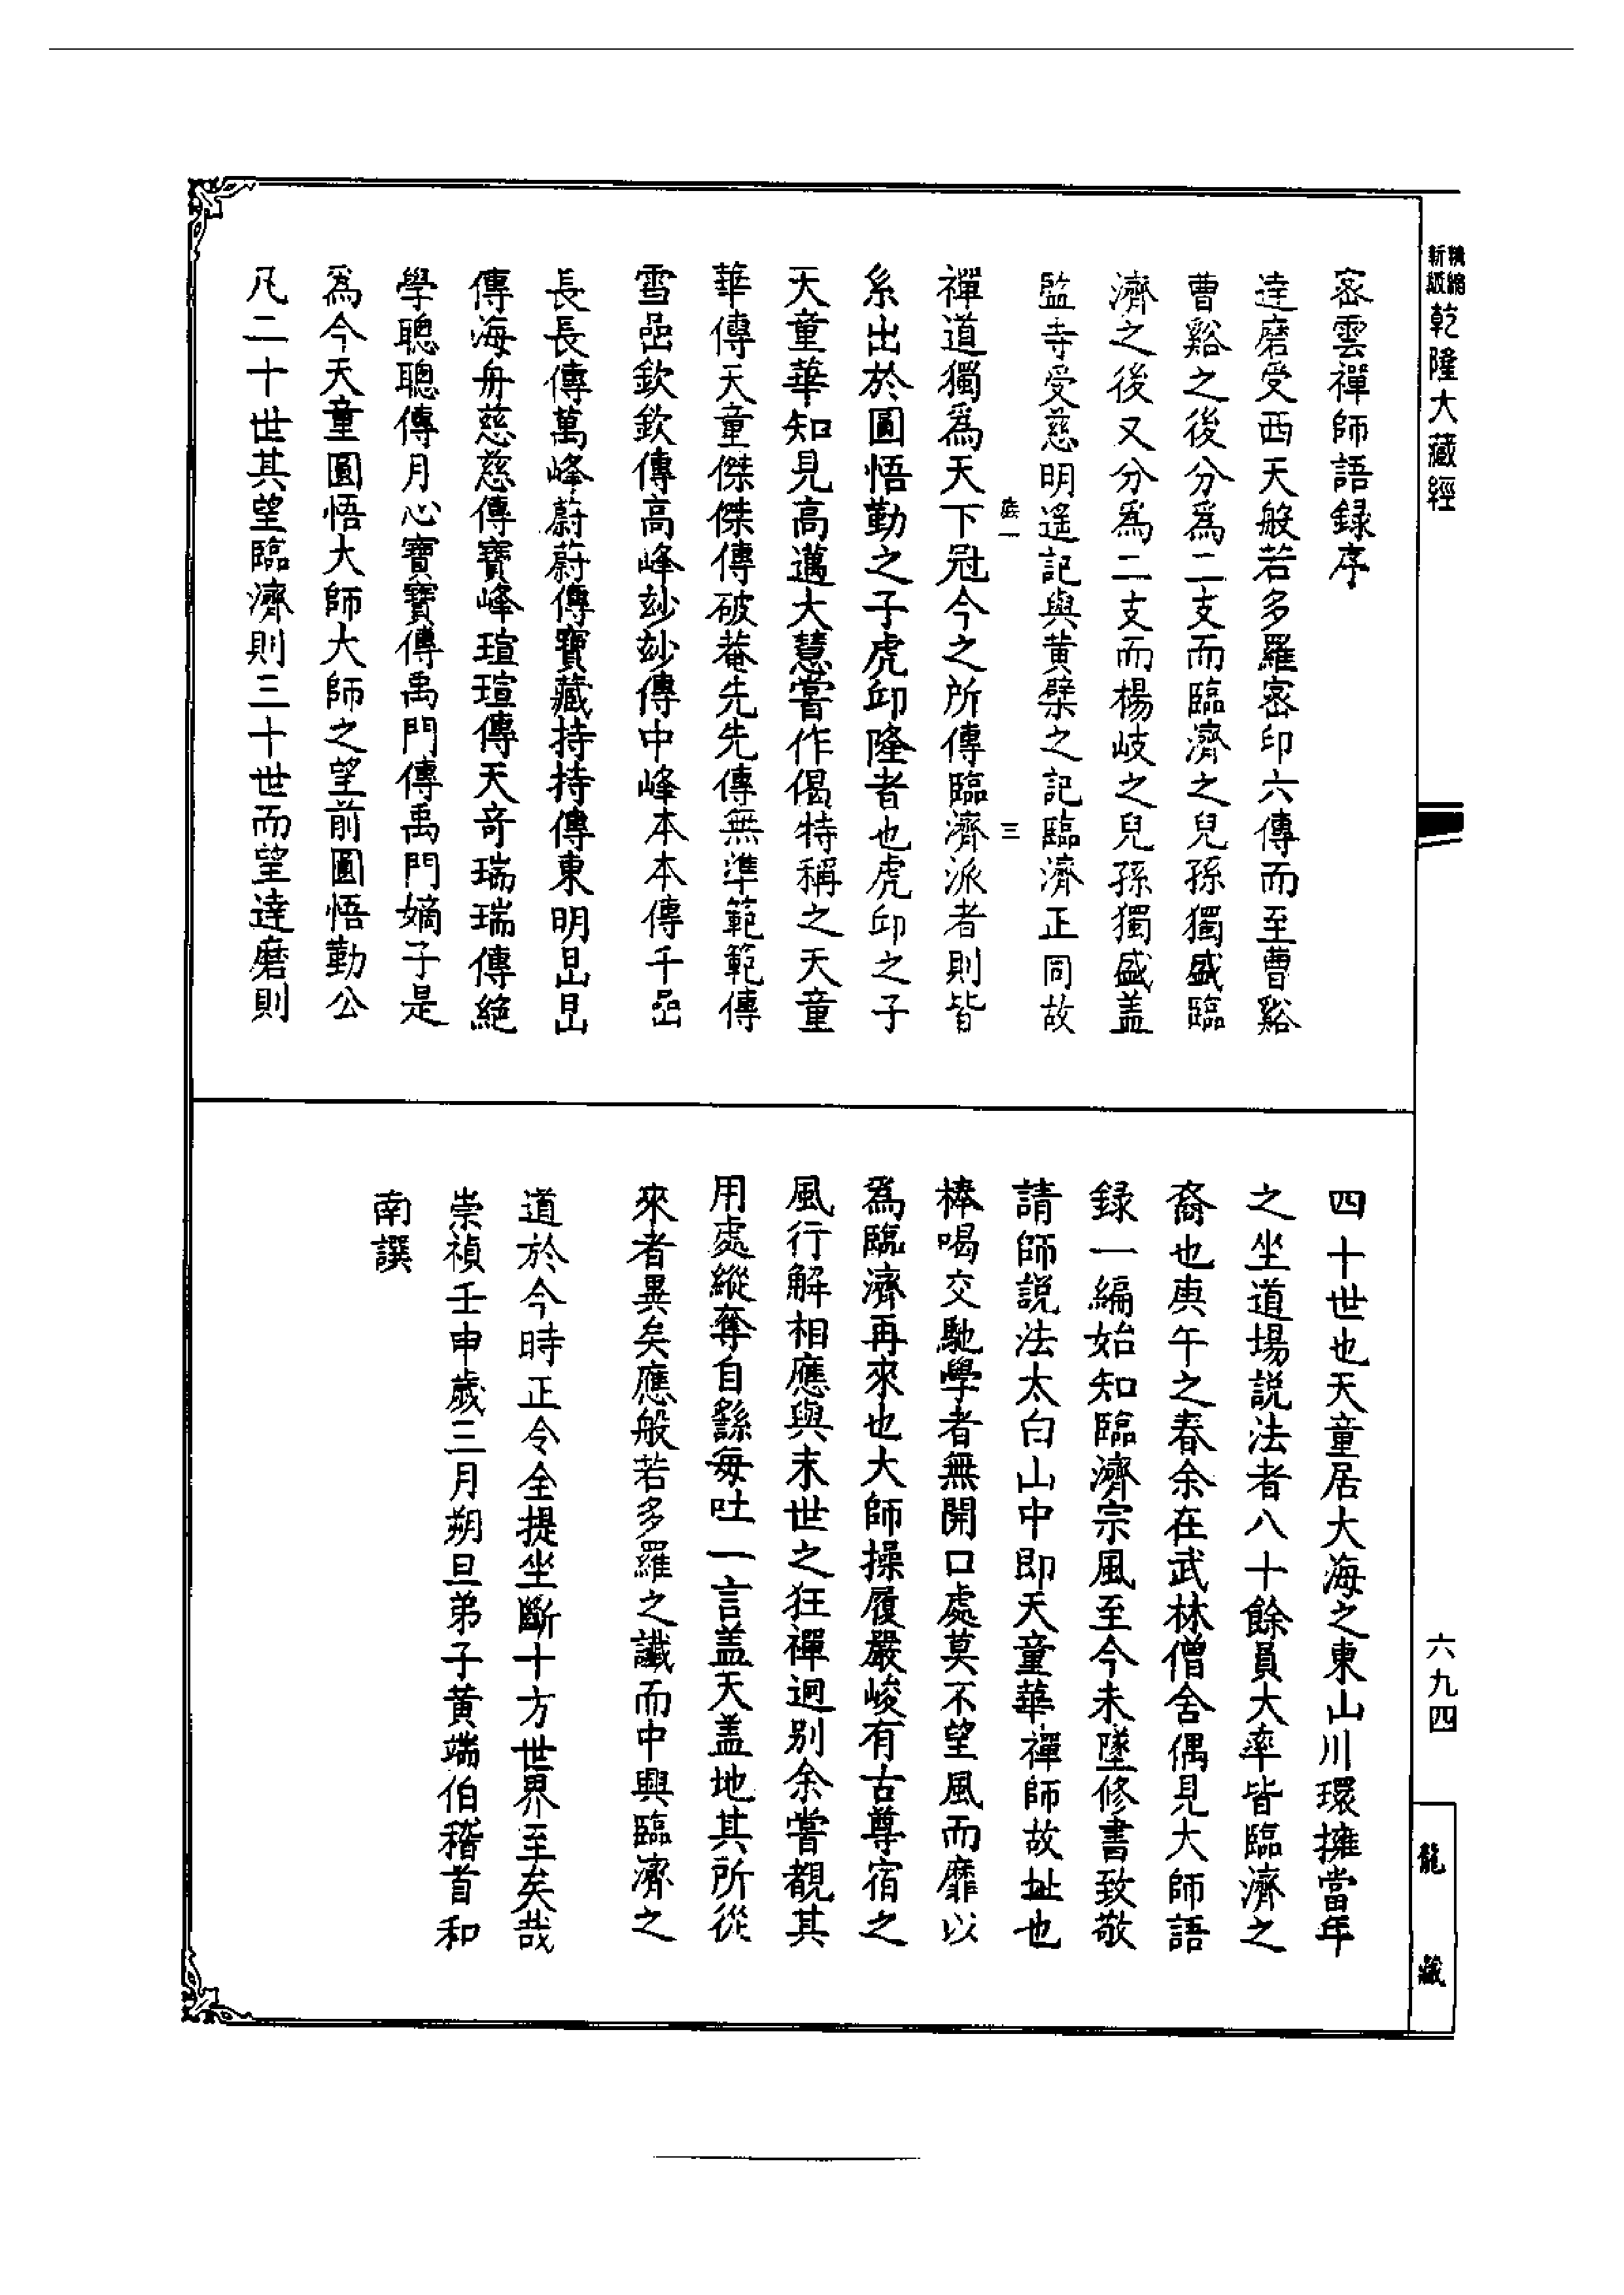 精縮
新級
乾隆大藏經
密雲禪師語録序
達磨受西天般若多羅密印六傳而至曹谿
曹谿之後分爲二支而臨濟之兒孫獨盛臨
濟之後又分爲二支而楊岐之兒孫獨盛盖
監寺受慈明遥記與黄檗之記臨濟正同故
三
禪道獨爲天下冠今之所傳臨濟派者則皆
系出於圓悟勤之子虎邱隆者也虎邱之子
天童華知見高邁大慧嘗作偈特稱之天童
華傳天童傑傑傳破菴先先傳無準範範傳
雪嵒欽欽傳高峰玅玅傳中峰本本傳千嵒
長長傳萬峰蔚蔚傳寶藏持持傳東明旵旵
傳海舟慈慈傳寶峰瑄瑄傳天竒瑞瑞傳絶
學聰聰傳月心寶寶傳禹門傳禹門嫡子是
爲今天童圓悟大師大師之望前圓悟勤公
凡二十世其望臨濟則三十世而望達磨則
四十世也天童居大海之東山川環擁當年
之坐道場説法者八十餘員大率皆臨濟之
裔也庚午之春余在武林僧舍偶見大師語
録一編始知臨濟宗風至今未墜修書致敬
請師説法太白山中即天童華禪師故址也
棒喝交馳學者無開口處莫不望風而靡以
爲臨濟再來也大師操履嚴峻有古尊宿之
風行解相應與末世之狂禪迥别余嘗覩其
用處縱奪自繇每吐一言盖天盖地其所從
來者異矣應般若多羅之讖而中興臨濟之
道於今時正令全提坐斷十方世界至矣哉
崇禎壬申歲三月朔旦弟子黄端伯稽首和
南譔
六九四
龍藏